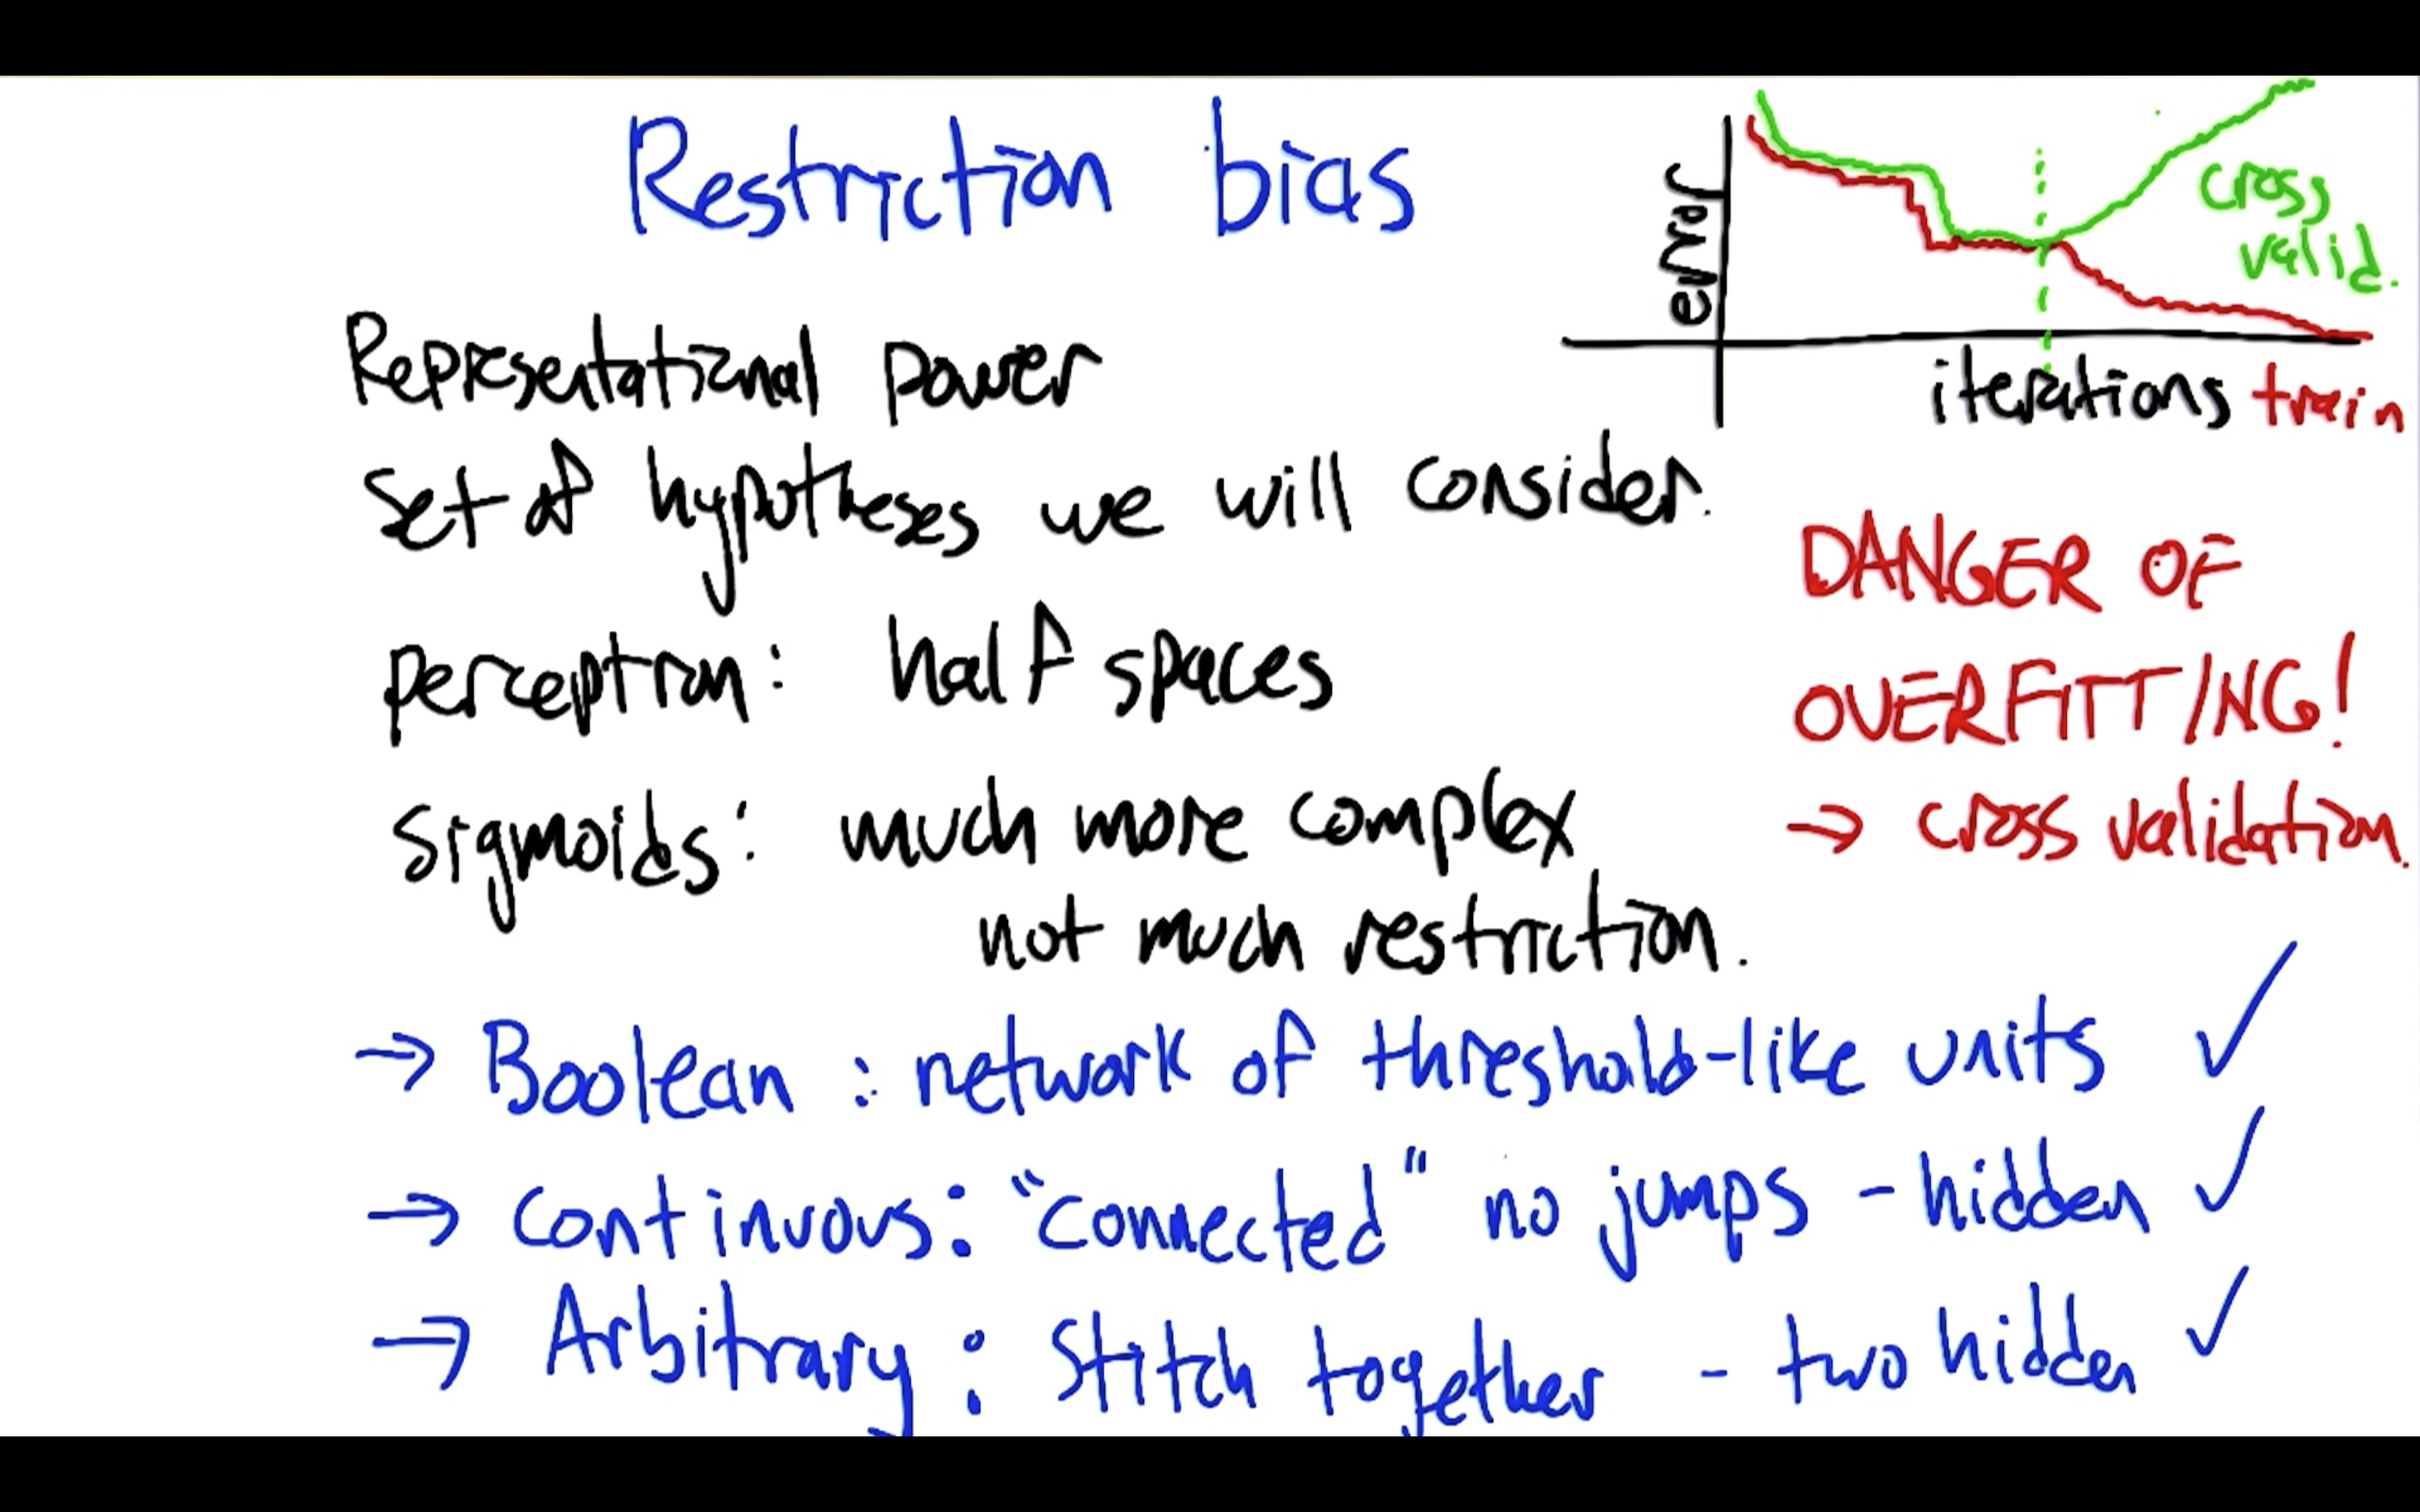 Restriction bias
error
cross
valid.
iterations train
Representational power
set of hypotheses we will consider.
DANGER OF
OVERFITTING!
perceptron: half spaces
sigmoids: much more complex
→ cross validation.
not much restriction.
→ Boolean: network of threshold-like units ✓
→ continuous: "connected" no jumps - hidden ✓
→ Arbitrary: stitch together - two hidden ✓